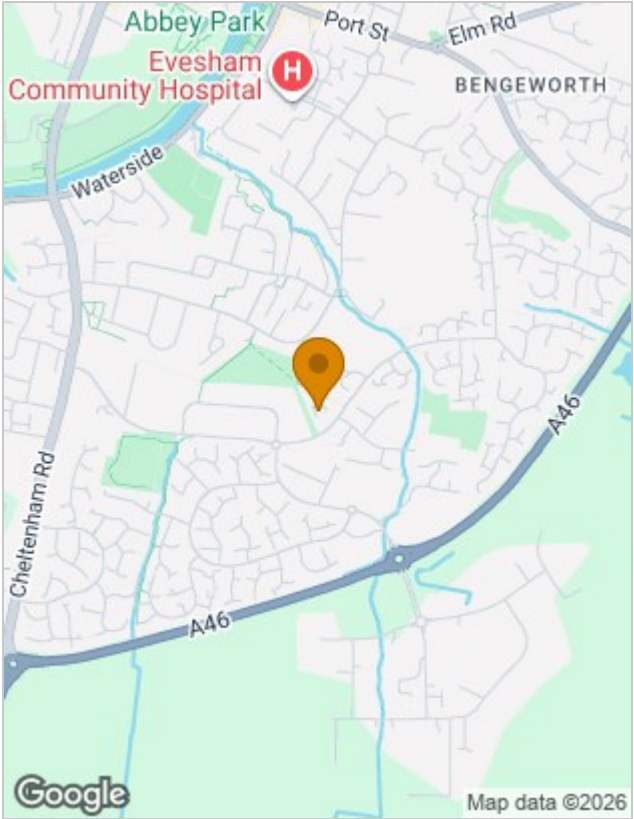 Abbey Park
Port St
Elm Rd
Evesham
Community Hospital
H
BENGEWORTH
Waterside
A46
Cheltenham Rd
A46
Google
Map data ©2026